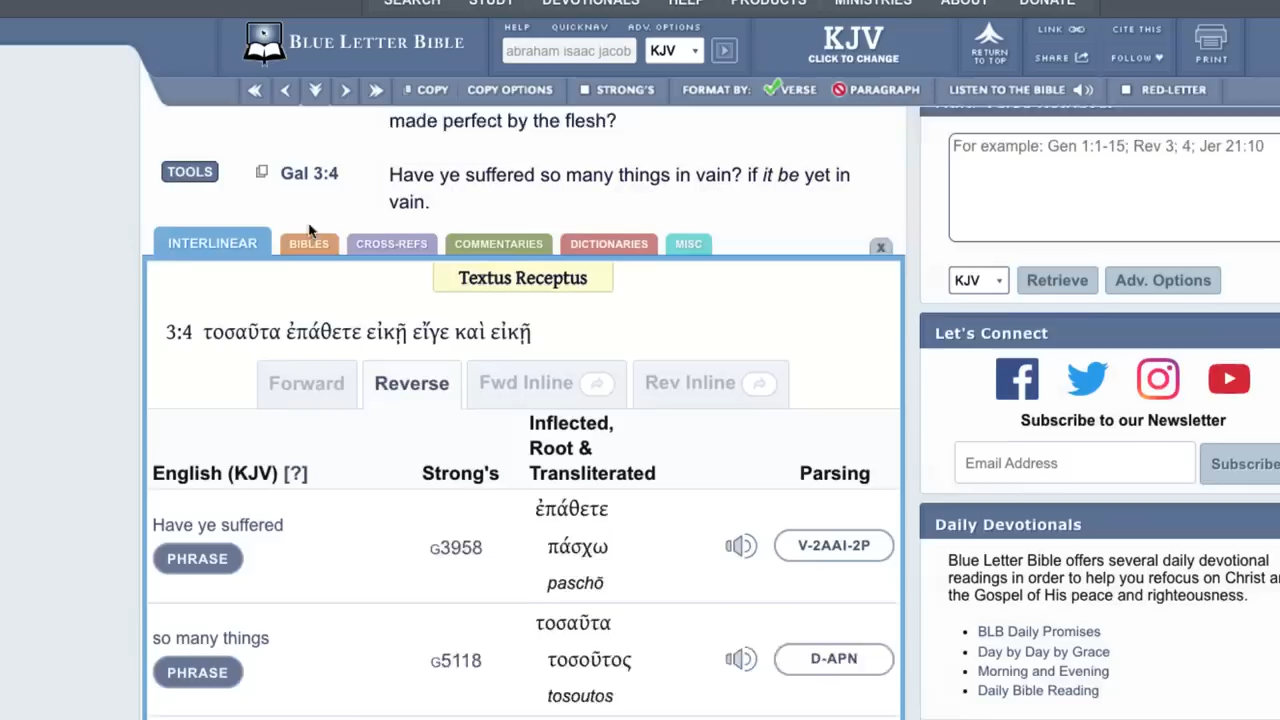 SEARCH STUDY DEVOTIONALS HELP PRODUCTS MINISTRIES ABOUT DONATE
BLUE LETTER BIBLE
HELP QUICKNAV ADV. OPTIONS
abraham isaac jacob
KJV
KJV
CLICK TO CHANGE
RETURN
TO TOP
LINK
CITE THIS
SHARE
FOLLOW
PRINT
COPY
COPY OPTIONS
STRONG'S
FORMAT BY:
VERSE
PARAGRAPH
LISTEN TO THE BIBLE
RED-LETTER
made perfect by the flesh?
TOOLS
Gal 3:4
Have ye suffered so many things in vain? if it be yet in
vain.
INTERLINEAR
BIBLES
CROSS-REFS
COMMENTARIES
DICTIONARIES
MISC
X
Textus Receptus
3:4 τοσαῦτα ἐπάθετε εἰκῇ εἴγε καὶ εἰκῇ
Forward
Reverse
Fwd Inline
Rev Inline
English (KJV) [?]
Strong's
Inflected,
Root &
Transliterated
Parsing
Have ye suffered
PHRASE
G3958
ἐπάθετε
πάσχω
paschō
V-2AAI-2P
so many things
PHRASE
G5118
τοσαῦτα
τοσοῦτος
tosoutos
D-APN
For example: Gen 1:1-15; Rev 3; 4; Jer 21:10
KJV
Retrieve
Adv. Options
Let's Connect
Subscribe to our Newsletter
Email Address
Subscribe
Daily Devotionals
Blue Letter Bible offers several daily devotional
readings in order to help you refocus on Christ a
the Gospel of His peace and righteousness.
BLB Daily Promises
Day by Day by Grace
Morning and Evening
Daily Bible Reading